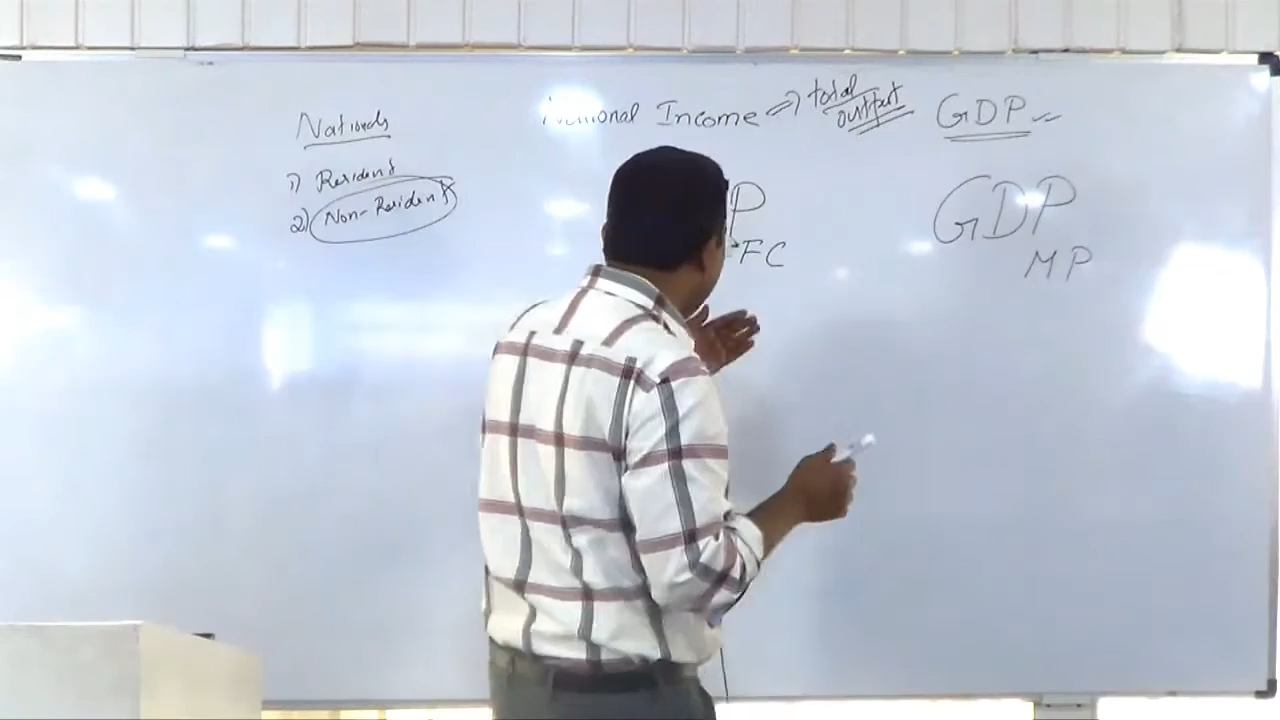 Nationals
1) Resident
2) Non-Resident
National Income => total output GDP
P FC
GDP MP